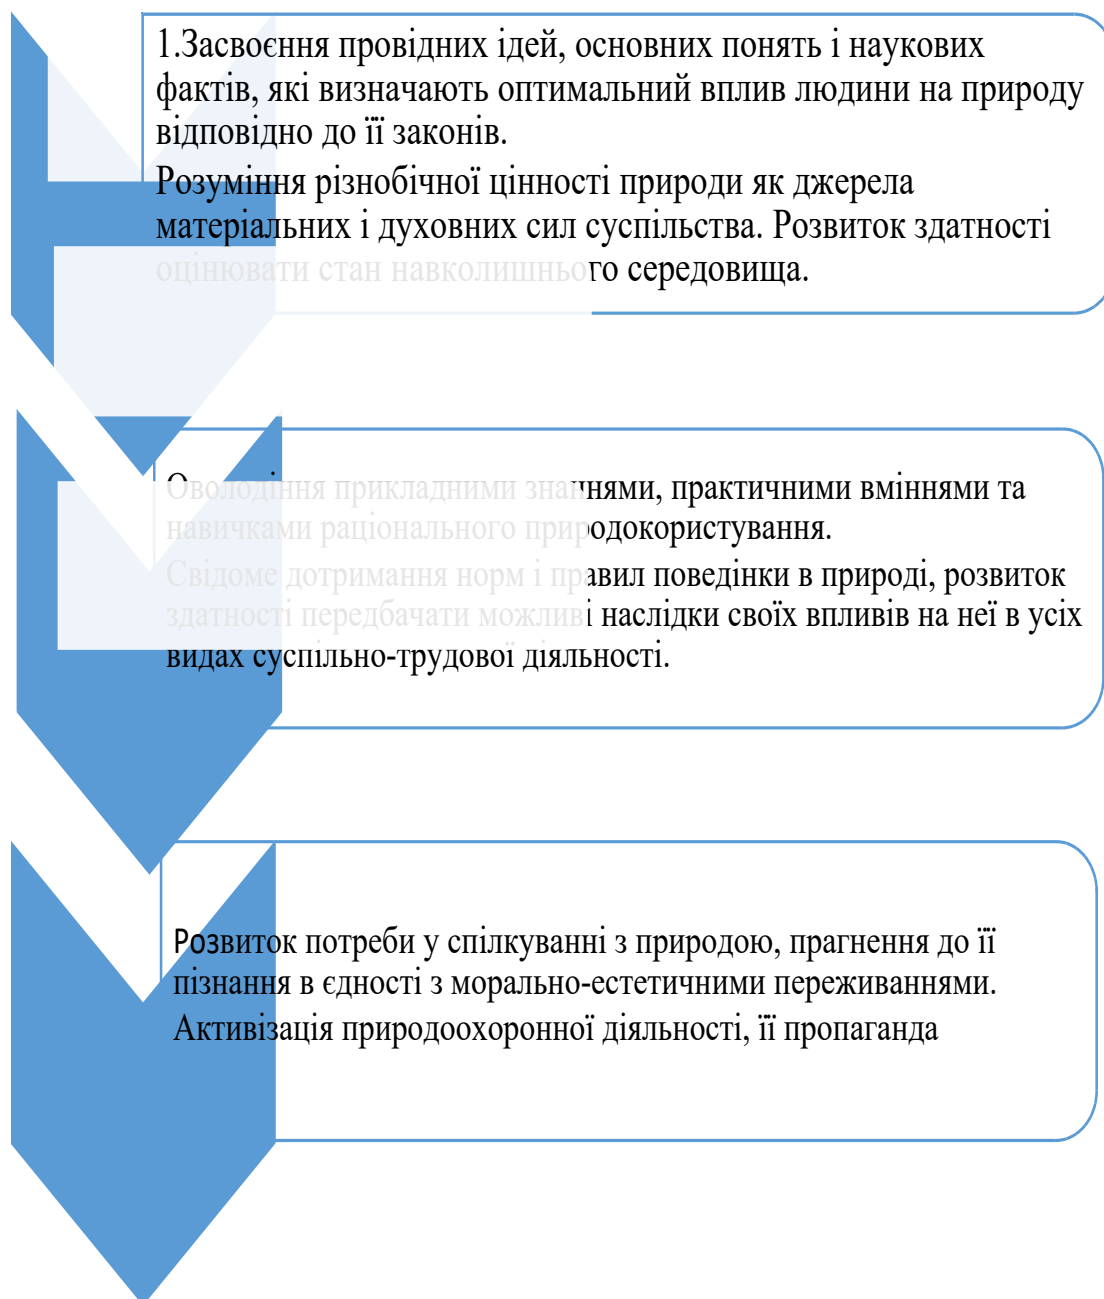 1.Засвоєння провідних ідей, основних понять і наукових
фактів, які визначають оптимальний вплив людини на природу
відповідно до її законів.
Розуміння різнобічної цінності природи як джерела
матеріальних і духовних сил суспільства. Розвиток здатності
оцінювати стан навколишнього середовища.
Оволодіння прикладними знаннями, практичними вміннями та
навичками раціонального природокористування.
Свідоме дотримання норм і правил поведінки в природі, розвиток
здатності передбачати можливі наслідки своїх впливів на неї в усіх
видах суспільно-трудової діяльності.
Розвиток потреби у спілкуванні з природою, прагнення до її
пізнання в єдності з морально-естетичними переживаннями.
Активізація природоохоронної діяльності, її пропаганда